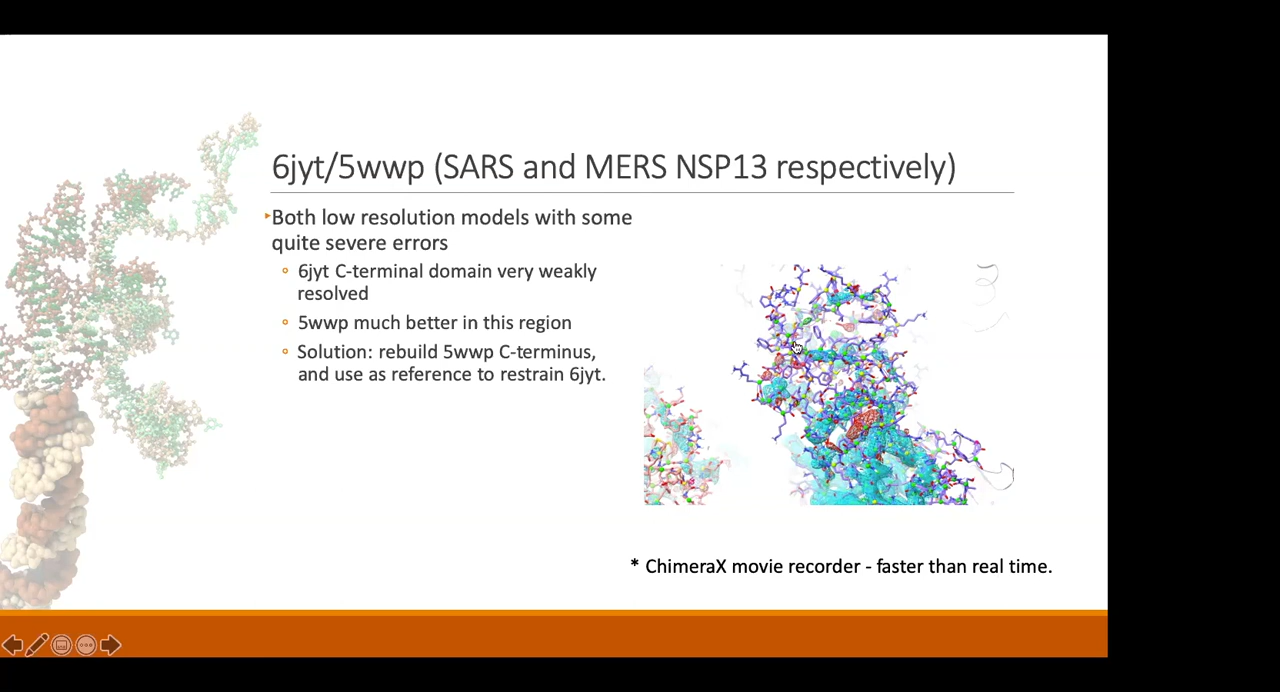 6jyt/5wwp (SARS and MERS NSP13 respectively)
Both low resolution models with some
quite severe errors
6jyt C-terminal domain very weakly
resolved
5wwp much better in this region
Solution: rebuild 5wwp C-terminus,
and use as reference to restrain 6jyt.
* ChimeraX movie recorder - faster than real time.